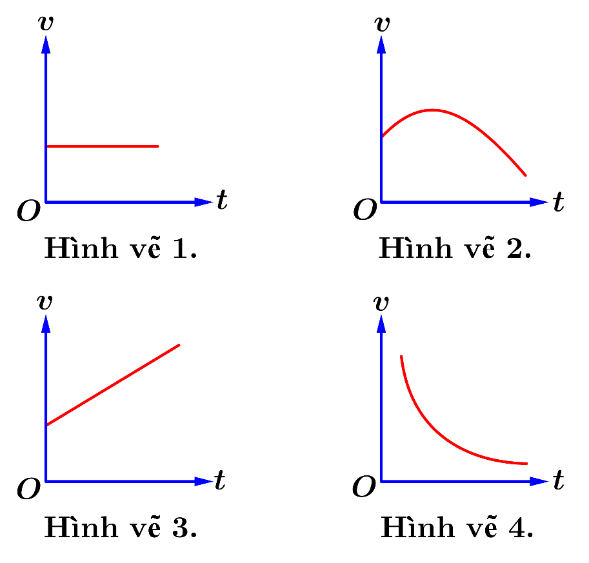 v
v
O
t
O
t
Hình vẽ 1.
Hình vẽ 2.
v
v
O
t
O
t
Hình vẽ 3.
Hình vẽ 4.